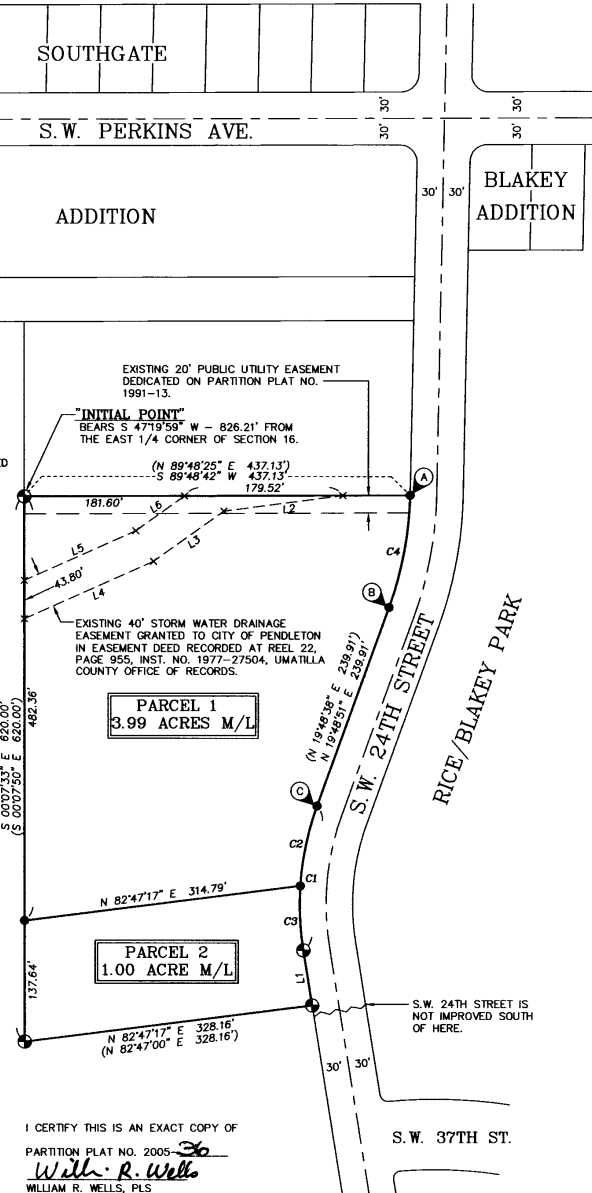 SOUTHGATE
30' 30'
S.W. PERKINS AVE.
30' 30'
30' 30'
BLAKEY
ADDITION
ADDITION
EXISTING 20' PUBLIC UTILITY EASEMENT
DEDICATED ON PARTITION PLAT NO.
1991-13.
"INITIAL POINT"
BEARS S 47°19'59" W - 826.21' FROM
THE EAST 1/4 CORNER OF SECTION 16.
ED
(N 89°48'25" E 437.13')
S 89°48'42" W 437.13'
A
181.60'
179.52'
L6
L2
L5
L3
C4
43.80'
L4
B
EXISTING 40' STORM WATER DRAINAGE
EASEMENT GRANTED TO CITY OF PENDLETON
IN EASEMENT DEED RECORDED AT REEL 22,
PAGE 955, INST. NO. 1977-27504, UMATILLA
COUNTY OFFICE OF RECORDS.
(N 19°48'38" E 239.91')
N 19°48'51" E 239.91'
S.W. 24TH STREET
RICE/BLAKEY PARK
PARCEL 1
3.99 ACRES M/L
S 00°07'33" E 620.00'
(S 00°07'50" E 620.00')
482.36'
C
C2
C1
N 82°47'17" E 314.79'
C3
PARCEL 2
1.00 ACRE M/L
137.64'
L1
S.W. 24TH STREET IS
NOT IMPROVED SOUTH
OF HERE.
N 82°47'17" E 328.16'
(N 82°47'00" E 328.16')
30' 30'
I CERTIFY THIS IS AN EXACT COPY OF
PARTITION PLAT NO. 2005-36
S.W. 37TH ST.
Willi. R. Wells
WILLIAM R. WELLS, PLS